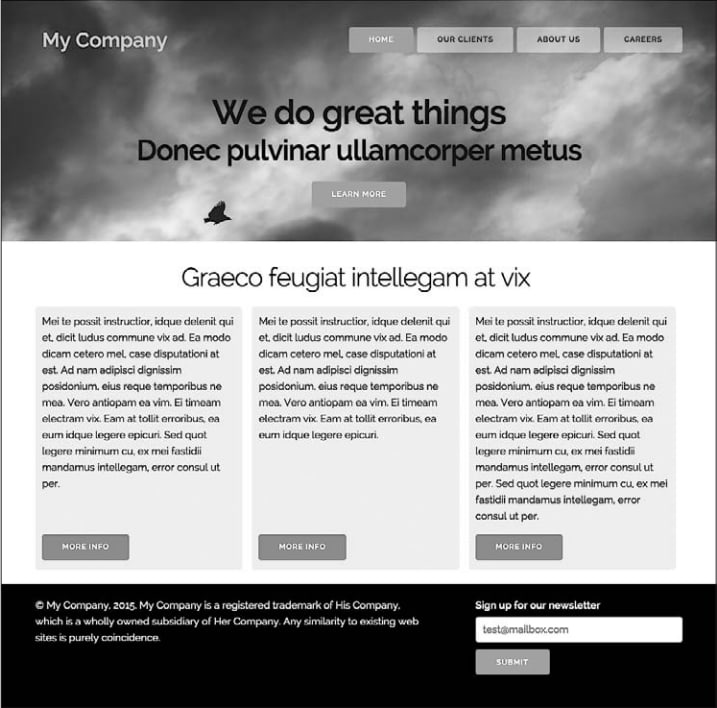 My Company
HOME
OUR CLIENTS
ABOUT US
CAREERS
We do great things
Donec pulvinar ullamcorper metus
LEARN MORE
Graeco feugiat intellegam at vix
Mei te possit instructior, idque delenit qui
et, dicit ludus commune vix ad. Ea modo
dicam cetero mel, case disputationi at
est. Ad nam adipisci dignissim
posidonium, eius reque temporibus ne
mea. Vero antiopam ea vim. Ei timeam
electram vix. Eam at tollit erroribus, ea
eum idque legere epicuri. Sed quot
legere minimum cu, ex mei fastidii
mandamus intellegam, error consul ut
per.
MORE INFO
Mei te possit instructior, idque delenit qui
et, dicit ludus commune vix ad. Ea modo
dicam cetero mel, case disputationi at
est. Ad nam adipisci dignissim
posidonium, eius reque temporibus ne
mea. Vero antiopam ea vim. Ei timeam
electram vix. Eam at tollit erroribus, ea
eum idque legere epicuri.
MORE INFO
Mei te possit instructior, idque delenit qui
et, dicit ludus commune vix ad. Ea modo
dicam cetero mel, case disputationi at
est. Ad nam adipisci dignissim
posidonium, eius reque temporibus ne
mea. Vero antiopam ea vim. Ei timeam
electram vix. Eam at tollit erroribus, ea
eum idque legere epicuri. Sed quot
legere minimum cu, ex mei fastidii
mandamus intellegam, error consul ut
per. Sed quot legere minimum cu, ex mei
fastidii mandamus intellegam, error
consul ut per.
MORE INFO
© My Company, 2015. My Company is a registered trademark of His Company,
which is a wholly owned subsidiary of Her Company. Any similarity to existing web
sites is purely coincidence.
Sign up for our newsletter
test@mailbox.com
SUBMIT